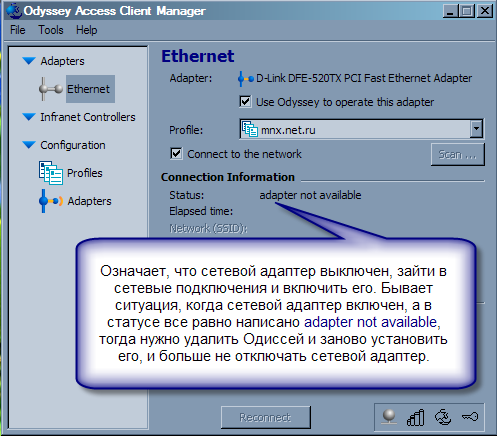 Odyssey Access Client Manager
File Tools Help
Adapters
Ethernet
Infranet Controllers
Configuration
Profiles
Adapters
Ethernet
Adapter: D-Link DFE-520TX PCI Fast Ethernet Adapter
Use Odyssey to operate this adapter
Profile: mnx.net.ru
Connect to the network Scan ...
Connection Information
Status: adapter not available
Elapsed time:
Network (SSID):
Означает, что сетевой адаптер выключен, зайти в
сетевые подключения и включить его. Бывает
ситуация, когда сетевой адаптер включен, а в
статусе все равно написано adapter not available,
тогда нужно удалить Одиссей и заново установить
его, и больше не отключать сетевой адаптер.
Reconnect